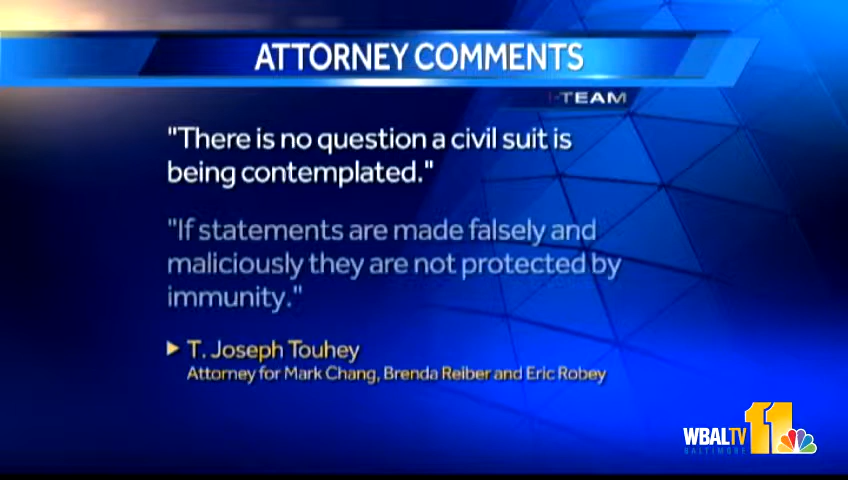 ATTORNEY COMMENTS
I-TEAM
"There is no question a civil suit is
being contemplated."
"If statements are made falsely and
maliciously they are not protected by
immunity."
T. Joseph Touhey
Attorney for Mark Chang, Brenda Reiber and Eric Robey
WBALTV 11
BALTIMORE